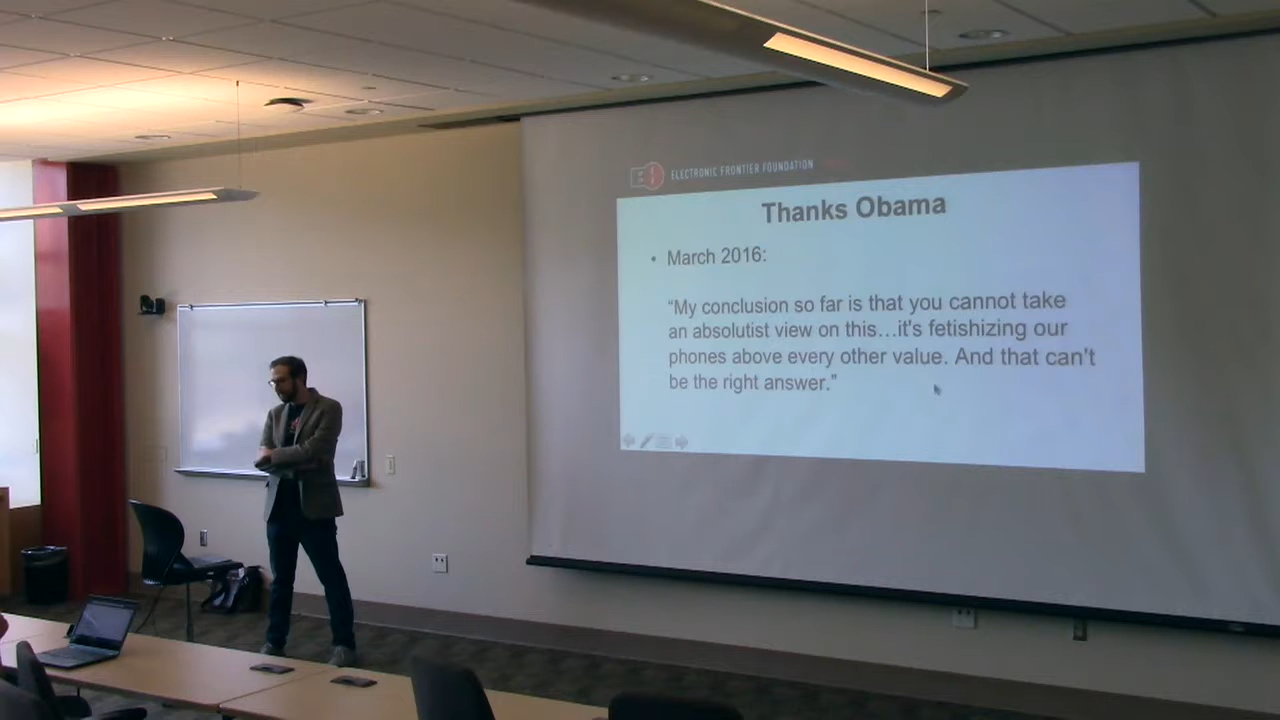 ELECTRONIC FRONTIER FOUNDATION
Thanks Obama
• March 2016:
“My conclusion so far is that you cannot take
an absolutist view on this…it's fetishizing our
phones above every other value. And that can't
be the right answer.”